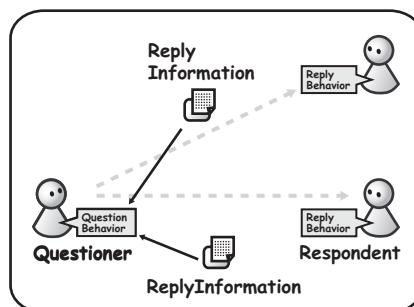 Reply
Information
Reply
Behavior
Question
Behavior
Questioner
Reply
Behavior
Respondent
ReplyInformation